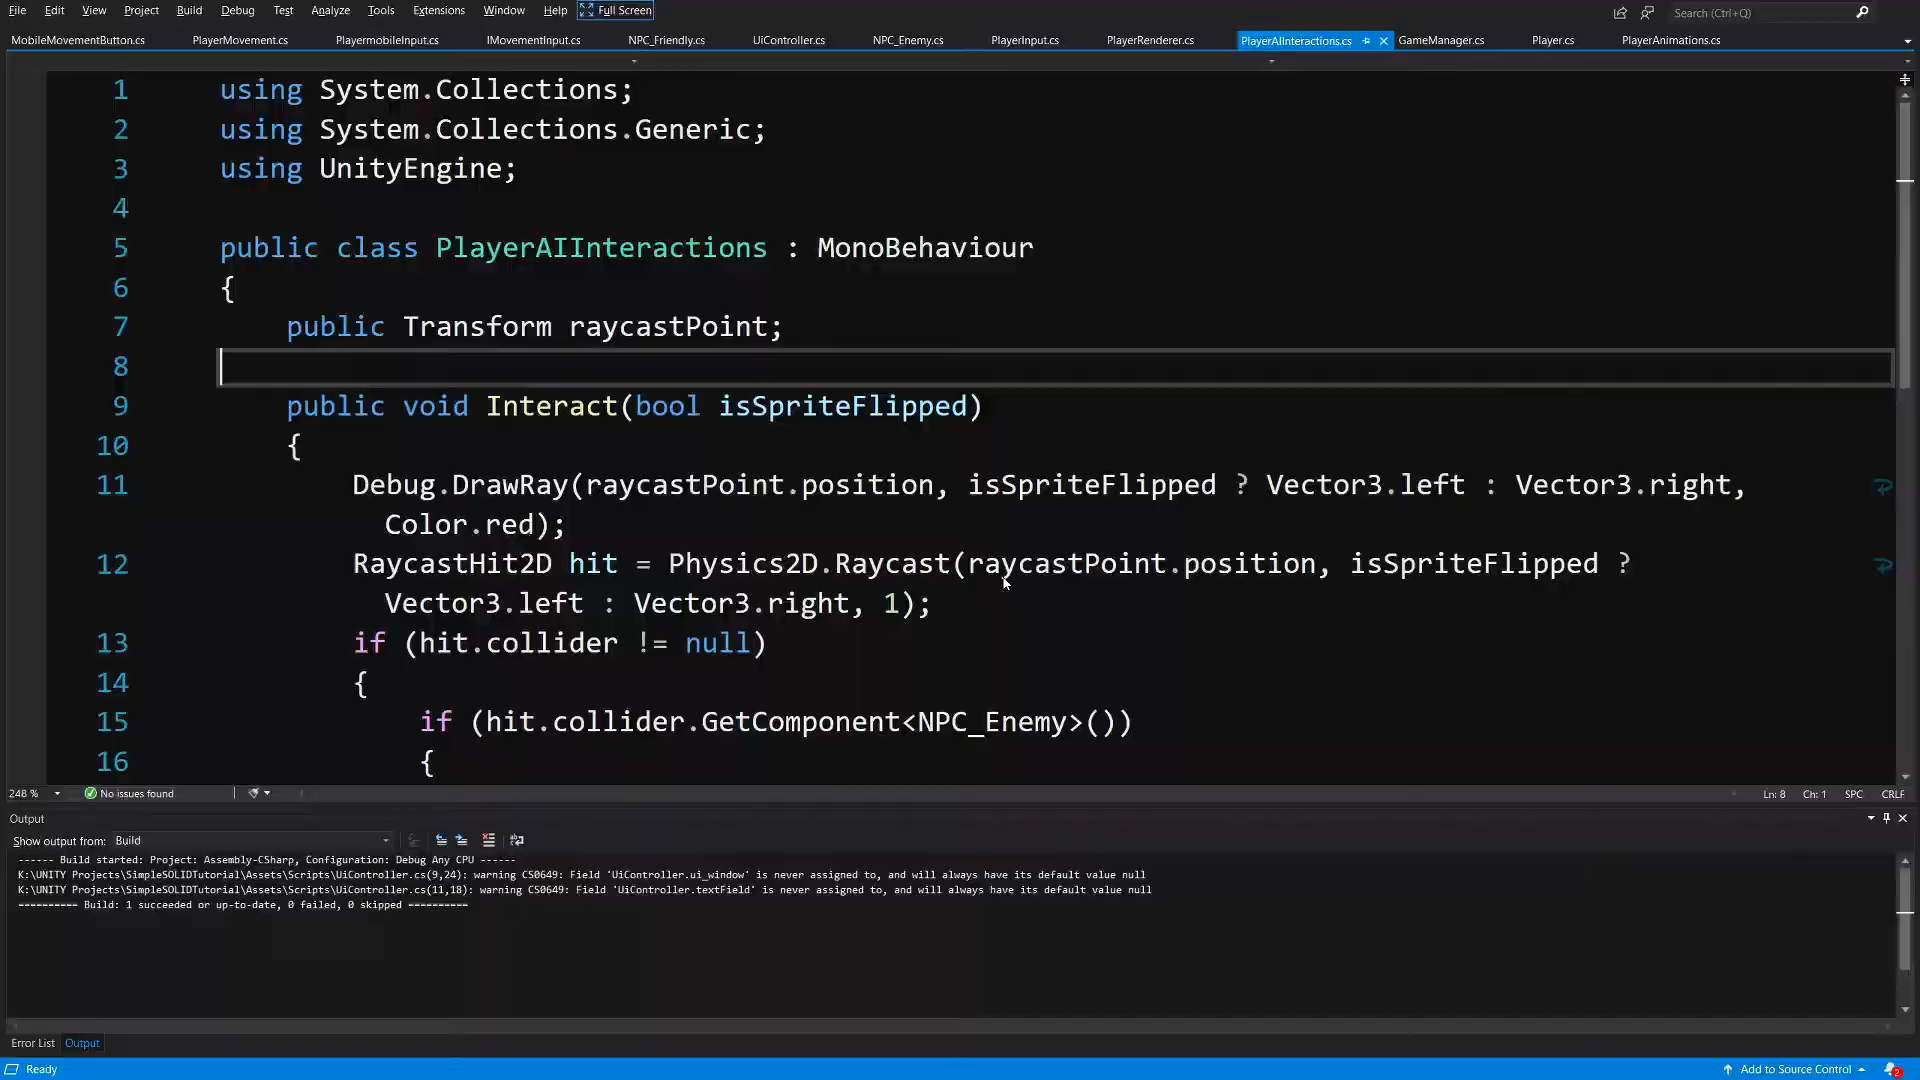 File Edit View Project Build Debug Test Analyze Tools Extensions Window Help Full Screen Search (Ctrl+Q)
MobileMovementButton.cs PlayerMovement.cs PlayermobileInput.cs IMovementInput.cs NPC_Friendly.cs UiController.cs NPC_Enemy.cs PlayerInput.cs PlayerRenderer.cs PlayerAIInteractions.cs GameManager.cs Player.cs PlayerAnimations.cs
1 using System.Collections;
2 using System.Collections.Generic;
3 using UnityEngine;
4
5 public class PlayerAIInteractions : MonoBehaviour
6 {
7 public Transform raycastPoint;
8
9 public void Interact(bool isSpriteFlipped)
10 {
11 Debug.DrawRay(raycastPoint.position, isSpriteFlipped ? Vector3.left : Vector3.right,
Color.red);
12 RaycastHit2D hit = Physics2D.Raycast(raycastPoint.position, isSpriteFlipped ?
Vector3.left : Vector3.right, 1);
13 if (hit.collider != null)
14 {
15 if (hit.collider.GetComponent<NPC_Enemy>())
16 {
248 % No issues found Ln: 8 Ch: 1 SPC CRLF
Output
Show output from: Build
------ Build started: Project: Assembly-CSharp, Configuration: Debug Any CPU ------
K:\UNITY Projects\SimpleSOLIDTutorial\Assets\Scripts\UiController.cs(9,24): warning CS0649: Field 'UiController.ui_window' is never assigned to, and will always have its default value null
K:\UNITY Projects\SimpleSOLIDTutorial\Assets\Scripts\UiController.cs(11,18): warning CS0649: Field 'UiController.textField' is never assigned to, and will always have its default value null
========== Build: 1 succeeded or up-to-date, 0 failed, 0 skipped ==========
Error List Output
Ready Add to Source Control 2